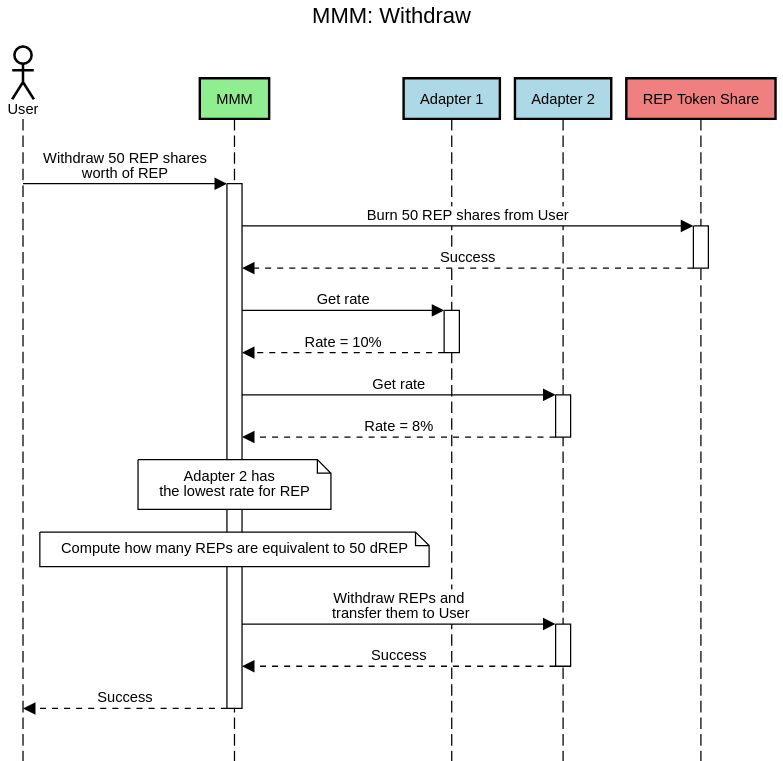 MMM: Withdraw
User
MMM
Adapter 1
Adapter 2
REP Token Share
Withdraw 50 REP shares
worth of REP
Burn 50 REP shares from User
Success
Get rate
Rate = 10%
Get rate
Rate = 8%
Adapter 2 has
the lowest rate for REP
Compute how many REPs are equivalent to 50 dREP
Withdraw REPs and
transfer them to User
Success
Success